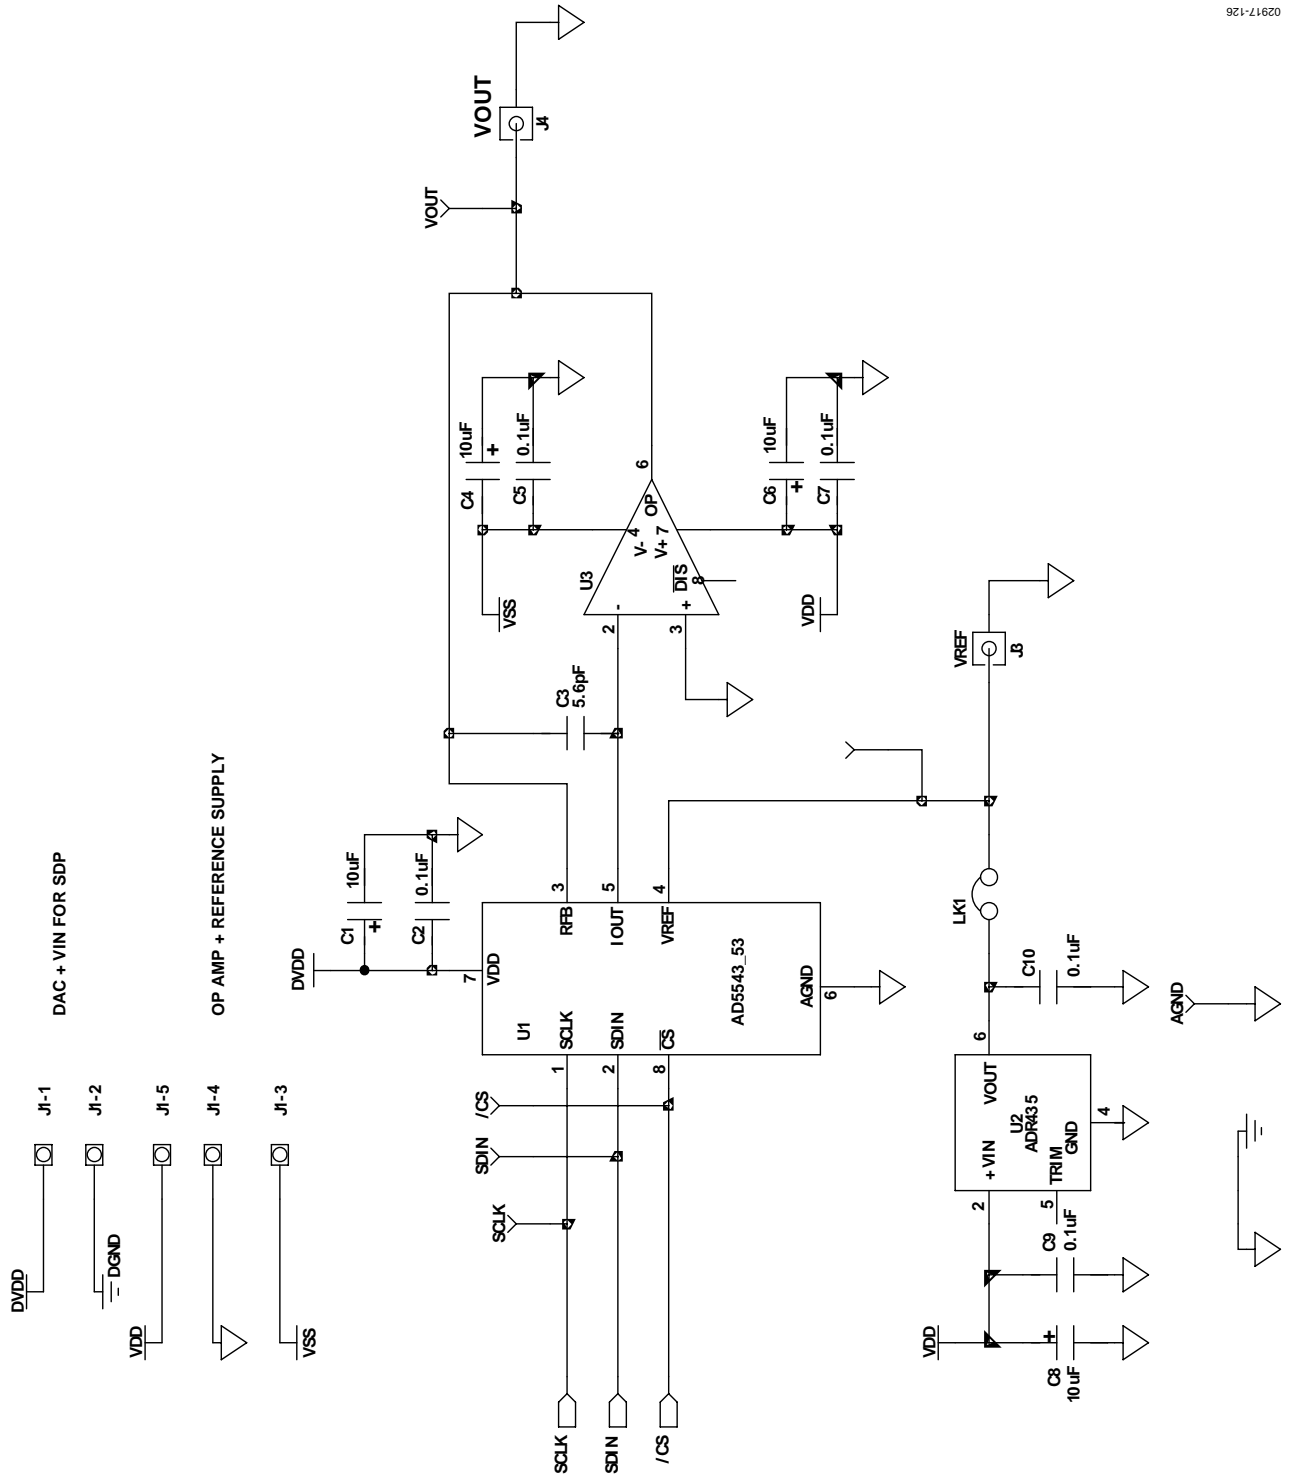 02917-126
VOUT
J4
VOUT
10uF
C4
+
0.1uF
C5
6
OP
4
V-
V+
7
U3
DIS
8
-
+
2
3
VSS
10uF
C6
+
0.1uF
C7
VDD
VREF
J3
C3
5.6pF
OP AMP + REFERENCE SUPPLY
DAC + VIN FOR SDP
DVDD
C1
10uF
+
C2
0.1uF
7
VDD
3
RFB
5
IOUT
4
VREF
U1
AD5543_53
SCLK
SDIN
CS
AGND
6
1
2
8
LK1
C10
0.1uF
AGND
6
VOUT
U2
ADR435
+VIN
TRIM
GND
4
2
5
C9
0.1uF
VDD
+
C8
10uF
/CS
SDIN
SCLK
J1-1
J1-2
J1-5
J1-4
J1-3
DVDD
DGND
VDD
VSS
SCLK
SDIN
/CS